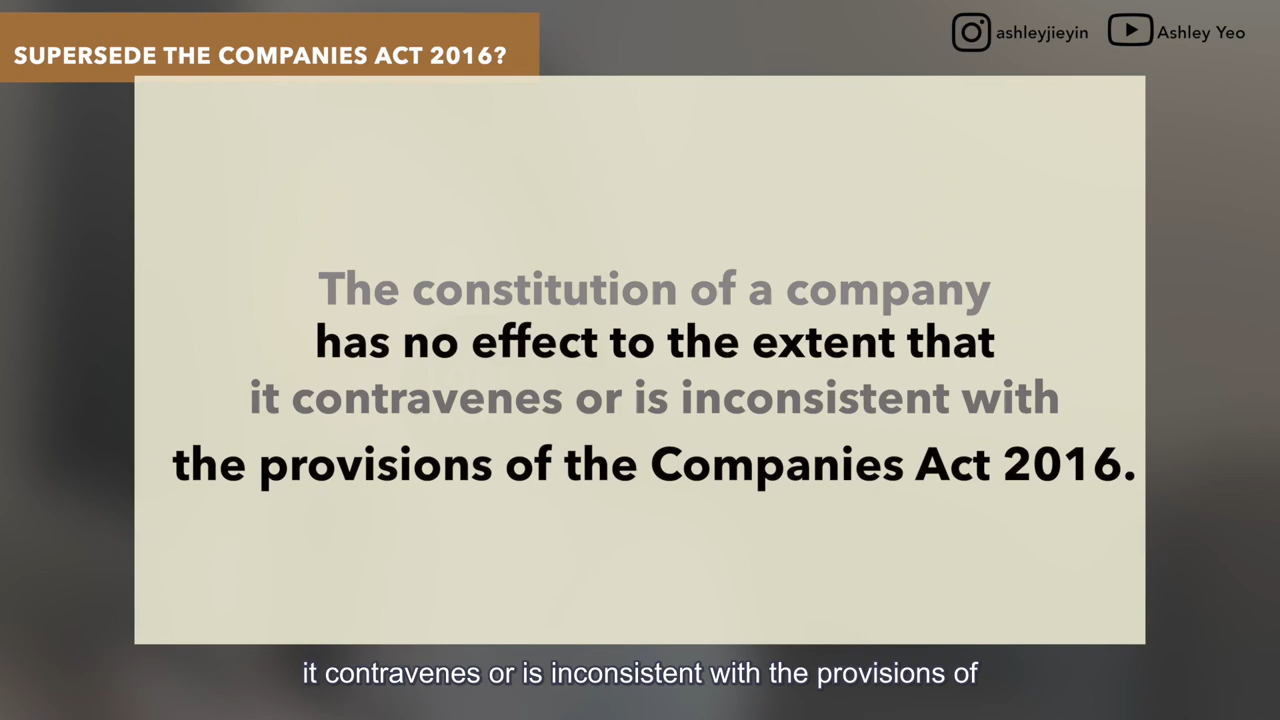 SUPERSEDE THE COMPANIES ACT 2016?
ashleyjieyin
Ashley Yeo
The constitution of a company
has no effect to the extent that
it contravenes or is inconsistent with
the provisions of the Companies Act 2016.
it contravenes or is inconsistent with the provisions of